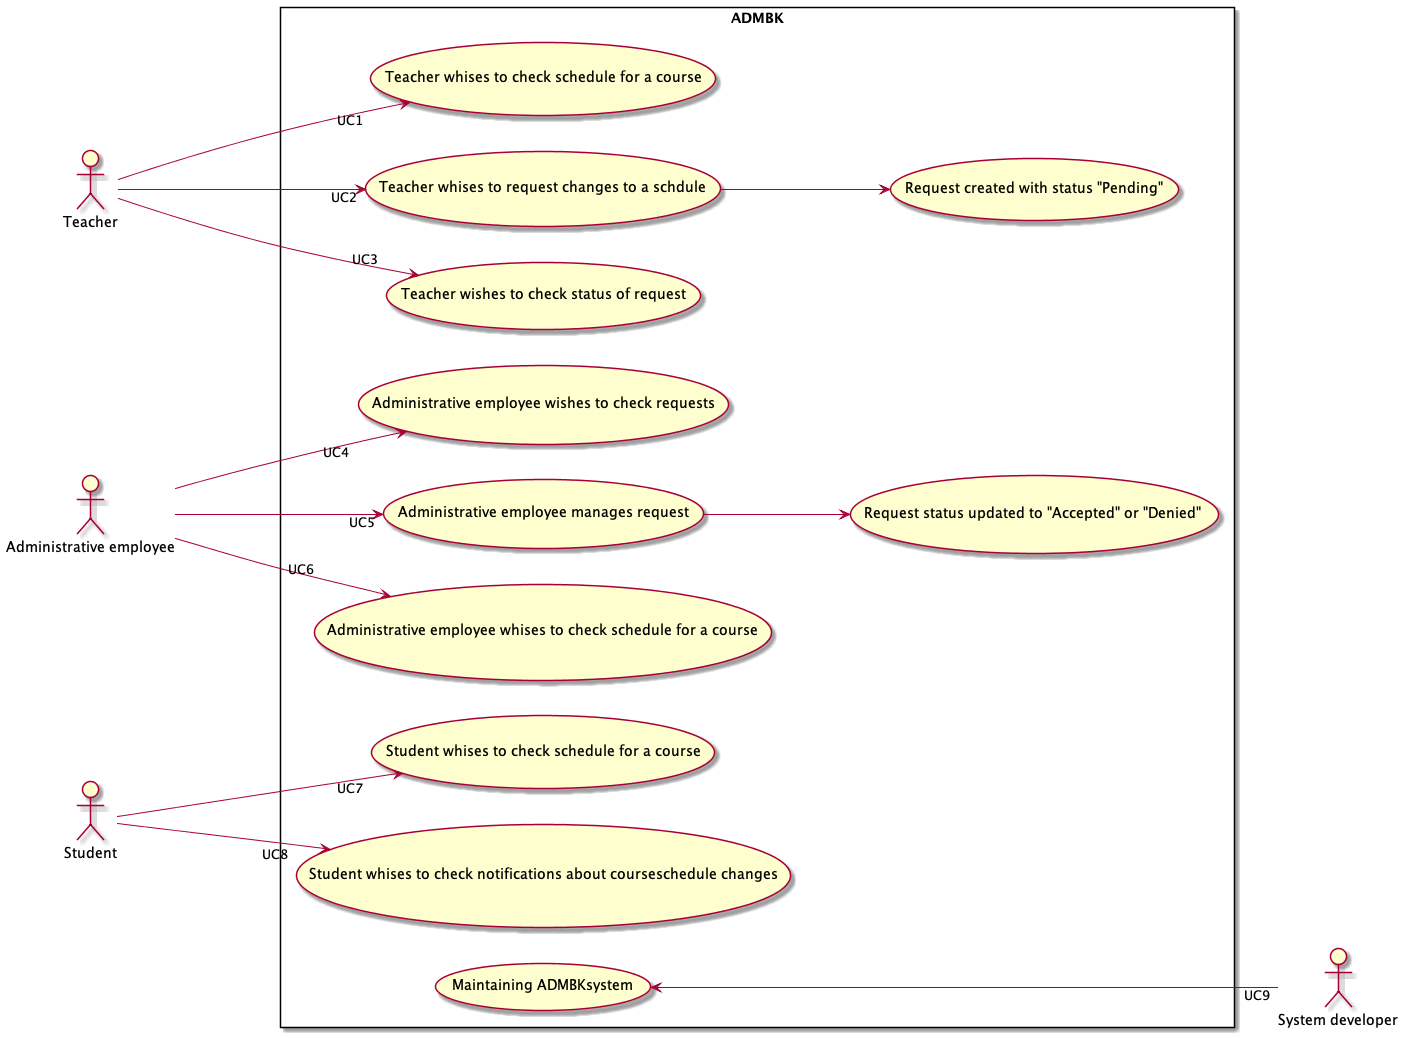 ADMBK
Teacher whises to check schedule for a course
UC1
Teacher whises to request changes to a schdule
Request created with status "Pending"
UC2
Teacher
UC3
Teacher wishes to check status of request
Administrative employee wishes to check requests
UC4
Administrative employee manages request
Request status updated to "Accepted" or "Denied"
UC5
Administrative employee
UC6
Administrative employee whises to check schedule for a course
Student whises to check schedule for a course
UC7
Student
UC8
Student whises to check notifications about courseschedule changes
Maintaining ADMBKsystem
UC9
System developer